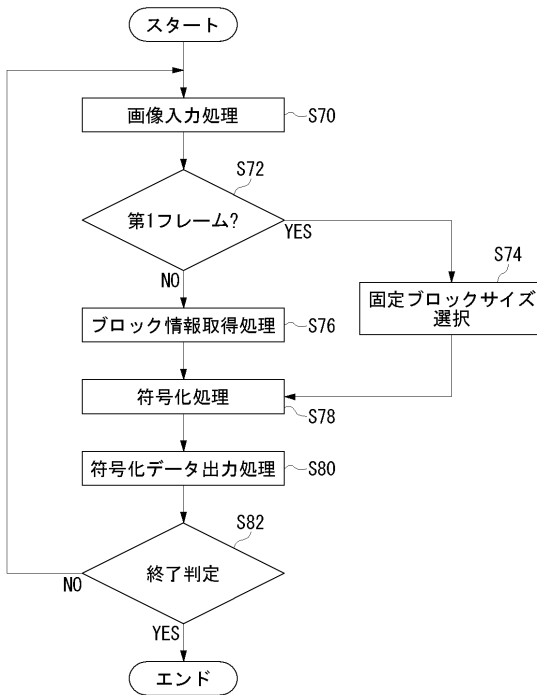 スタート
画像入力処理
S70
S72
第1フレーム?
YES
NO
S74
固定ブロックサイズ
選択
ブロック情報取得処理
S76
符号化処理
S78
符号化データ出力処理
S80
S82
終了判定
NO
YES
エンド